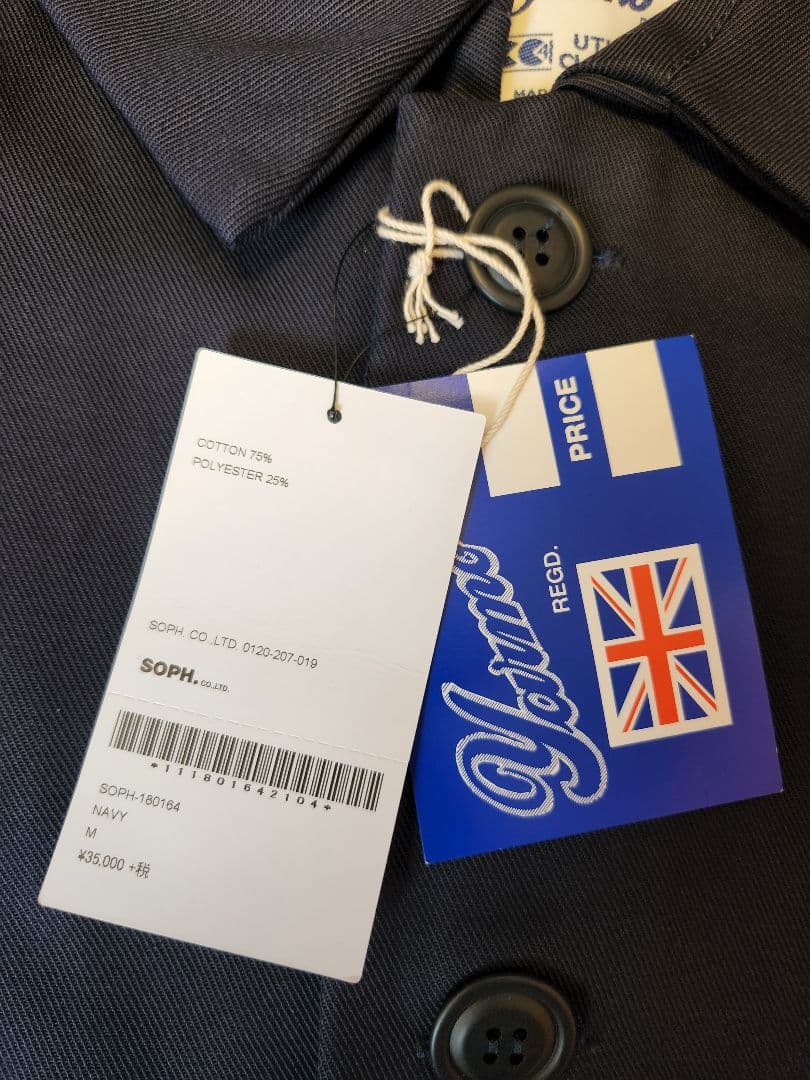 COTTON 75%
POLYESTER 25%
SOPH. CO.,LTD. 0120-207-019
SOPH. CO.,LTD.
*111801642104*
SOPH-180164
NAVY
M
¥35,000 +税
PRICE
REGD.
Yarmo